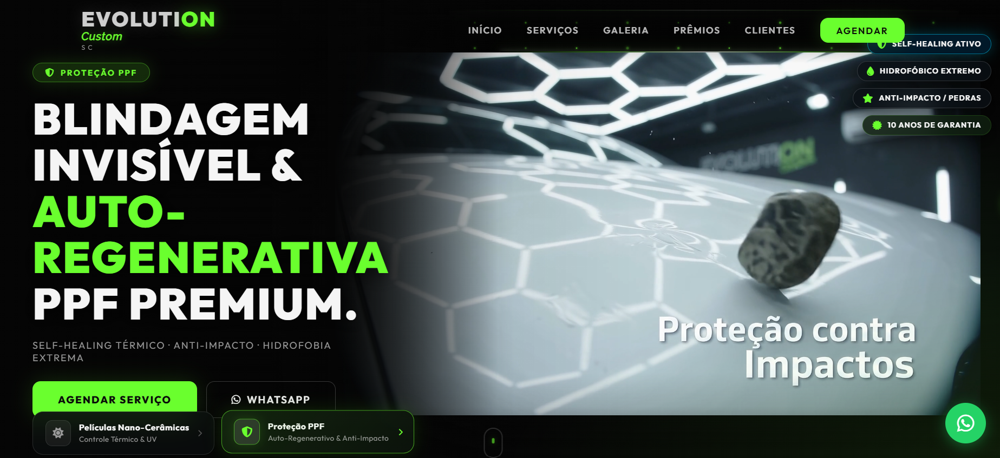 EVOLUTION
Custom
SC
INÍCIO
SERVIÇOS
GALERIA
PRÊMIOS
CLIENTES
AGENDAR
SELF-HEALING ATIVO
HIDROFÓBICO EXTREMO
ANTI-IMPACTO / PEDRAS
10 ANOS DE GARANTIA
PROTEÇÃO PPF
BLINDAGEM
INVISÍVEL &
AUTO-
REGENERATIVA
PPF PREMIUM.
SELF-HEALING TÉRMICO · ANTI-IMPACTO · HIDROFOBIA
EXTREMA
EVOLUTION
Proteção contra
Impactos
AGENDAR SERVIÇO
WHATSAPP
Películas Nano-Cerâmicas
Controle Térmico & UV
Proteção PPF
Auto-Regenerativo & Anti-Impacto